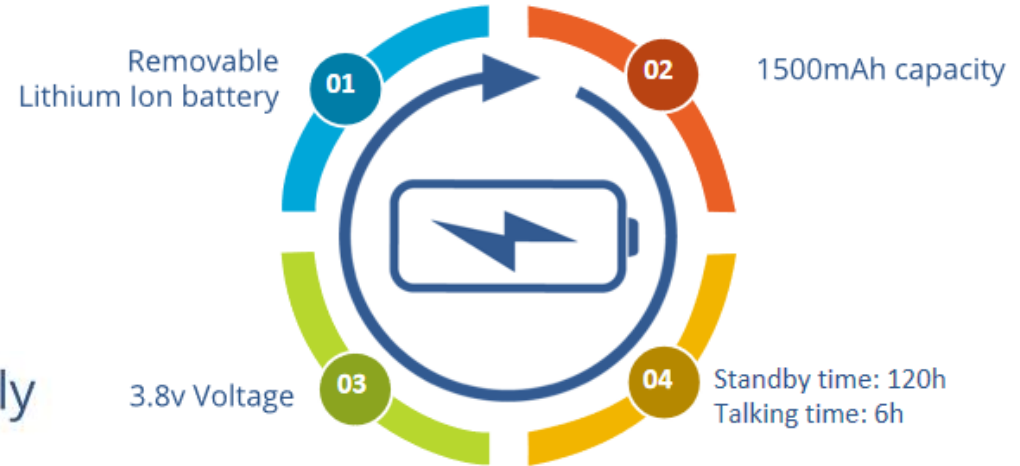 Removable
Lithium Ion battery
01
02
1500mAh capacity
3.8v Voltage
03
04
Standby time: 120h
Talking time: 6h